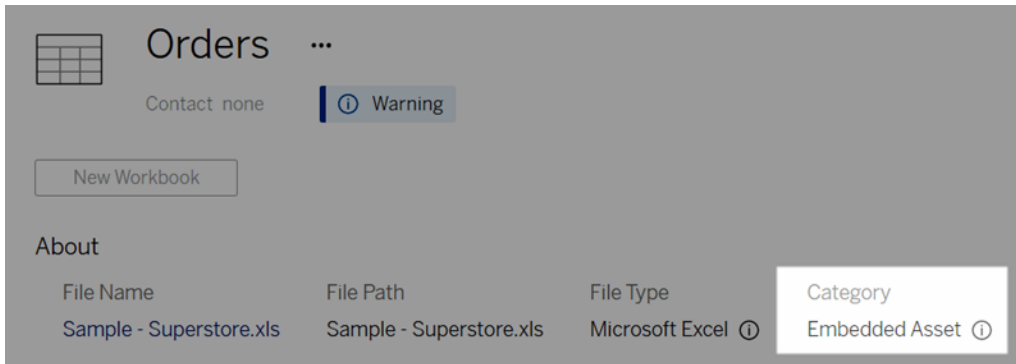 Orders ...
Contact none
Warning
New Workbook
About
File Name File Path File Type Category
Sample - Superstore.xls Sample - Superstore.xls Microsoft Excel Embedded Asset